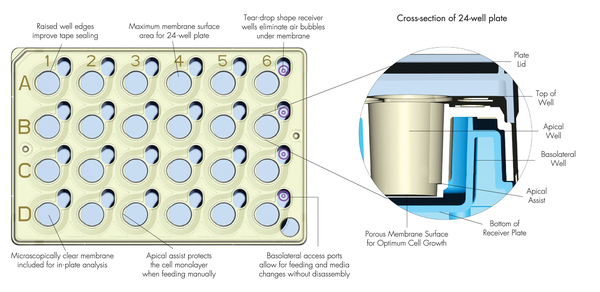 Raised well edges
improve tape sealing
Maximum membrane surface
area for 24-well plate
Tear-drop shape receiver
wells eliminate air bubbles
under membrane
Cross-section of 24-well plate
1 2 3 4 5 6
A
B
C
D
Plate
Lid
Top of
Well
Apical
Well
Basolateral
Well
Apical
Assist
Bottom of
Receiver Plate
Porous Membrane Surface
for Optimum Cell Growth
Microscopically clear membrane
included for in-plate analysis
Apical assist protects
the cell monolayer
when feeding manually
Basolateral access ports
allow for feeding and media
changes without disassembly